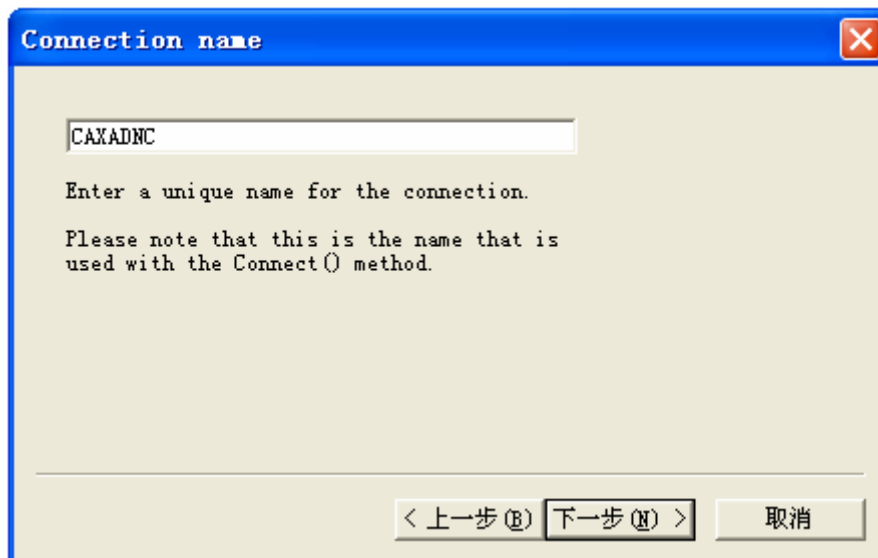 Connection name
CAXADNC
Enter a unique name for the connection.
Please note that this is the name that is
used with the Connect() method.
< 上一步(B) 下一步(N) > 取消